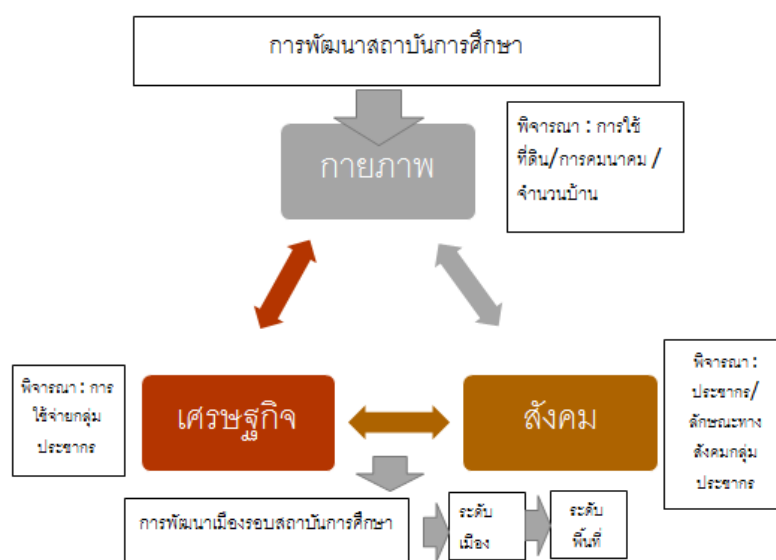 การพัฒนาสถาบันการศึกษา
กายภาพ
พิจารณา : การใช้
ที่ดิน/การคมนาคม /
จำนวนบ้าน
พิจารณา : การ
ใช้จ่ายกลุ่ม
ประชากร
เศรษฐกิจ
สังคม
พิจารณา :
ประชากร/
ลักษณะทาง
สังคมกลุ่ม
ประชากร
การพัฒนาเมืองรอบสถาบันการศึกษา
ระดับ
เมือง
ระดับ
พื้นที่